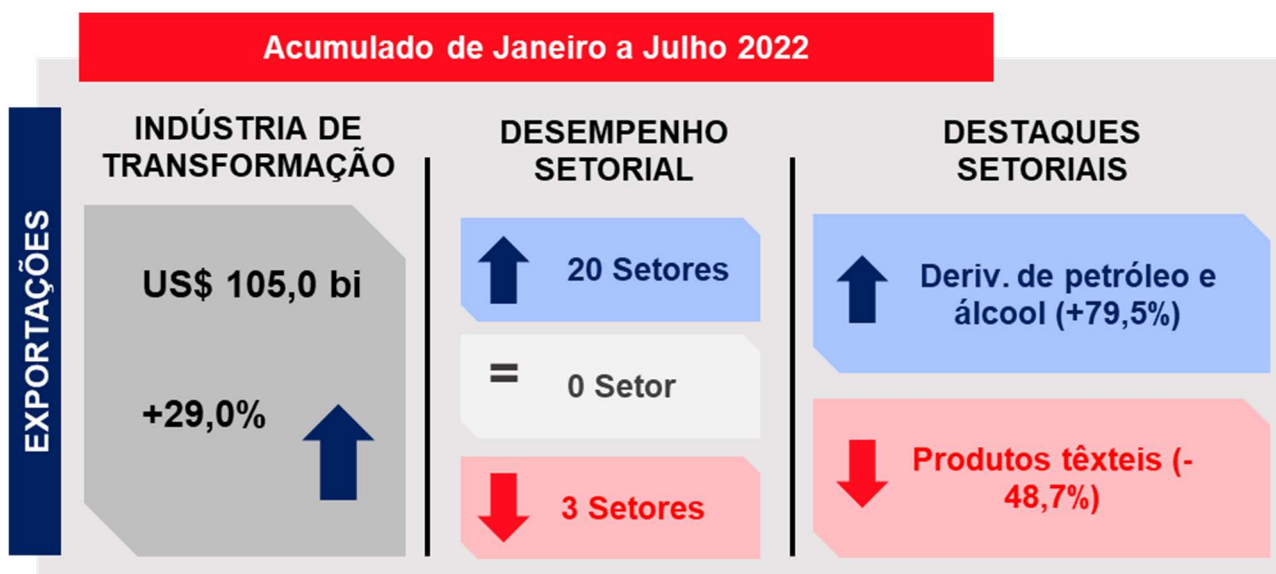 Acumulado de Janeiro a Julho 2022
EXPORTAÇÕES
INDÚSTRIA DE
TRANSFORMAÇÃO
US$ 105,0 bi
+29,0%
DESEMPENHO
SETORIAL
20 Setores
=
0 Setor
3 Setores
DESTAQUES
SETORIAIS
Deriv. de petróleo e
álcool (+79,5%)
Produtos têxteis (-
48,7%)